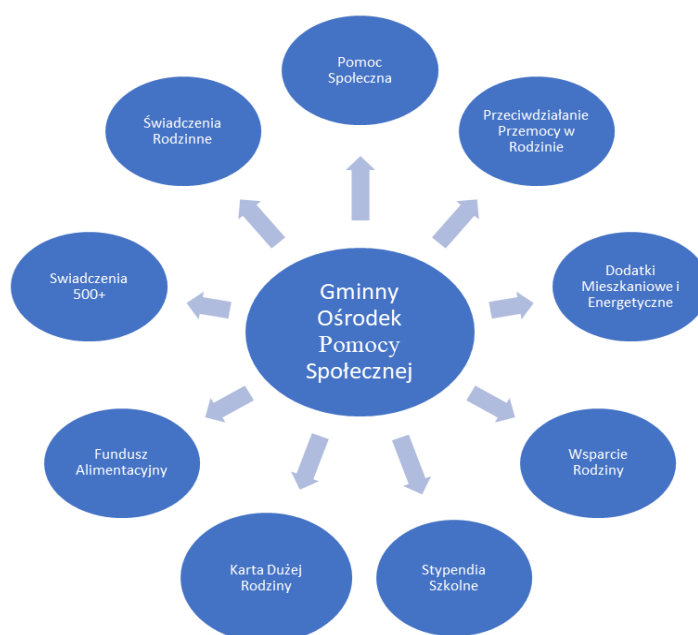 Pomoc
Społeczna
Przeciwdziałanie
Przemocy w
Rodzinie
Dodatki
Mieszkaniowe i
Energetyczne
Wsparcie
Rodziny
Stypendia
Szkolne
Karta Dużej
Rodziny
Fundusz
Alimentacyjny
Swiadczenia
500+
Świadczenia
Rodzinne
Gminny
Ośrodek
Pomocy
Społecznej